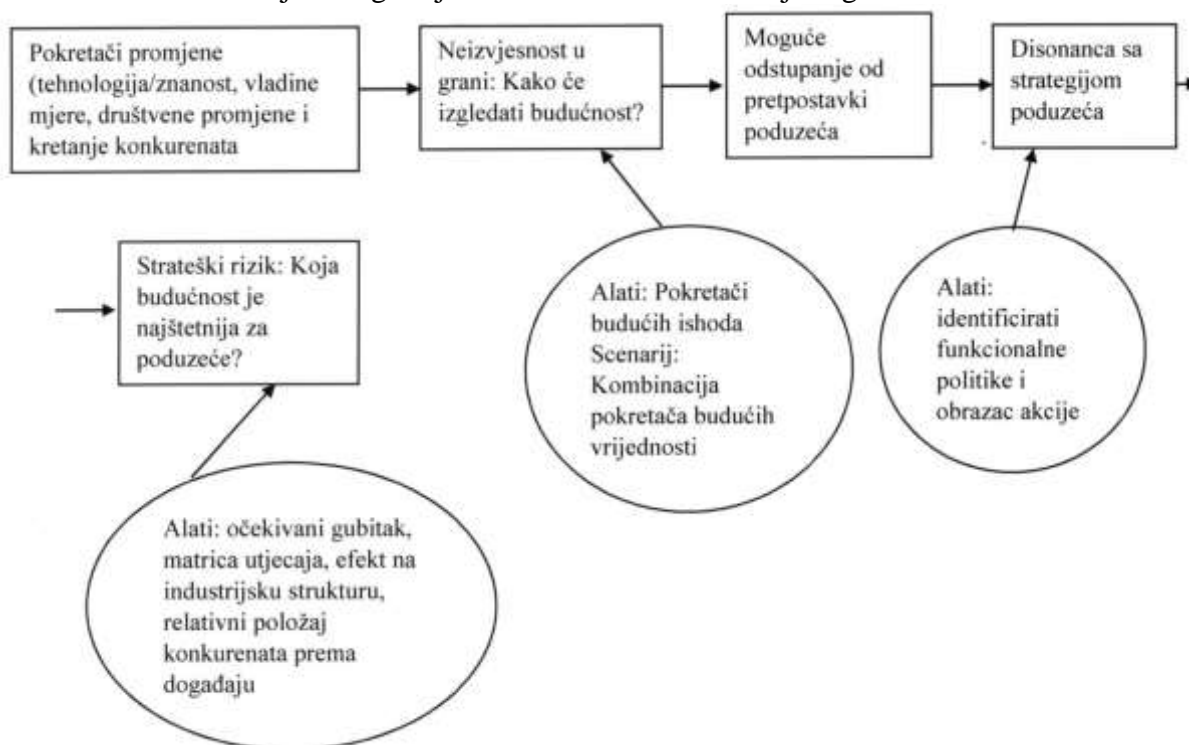 Pokretači promjene
(tehnologija/znanost, vladine
mjere, društvene promjene i
kretanje konkurenata
Neizvjesnost u
grani: Kako će
izgledati budućnost?
Moguće
odstupanje od
pretpostavki
poduzeća
Disonanca sa
strategijom
poduzeća
Strateški rizik: Koja
budućnost je
najštetnija za
poduzeće?
Alati: Pokretači
budućih ishoda
Scenarij:
Kombinacija
pokretača budućih
vrijednosti
Alati:
identificirati
funkcionalne
politike i
obrazac akcije
Alati: očekivani gubitak,
matrica utjecaja, efekt na
industrijsku strukturu,
relativni položaj
konkurenata prema
događaju